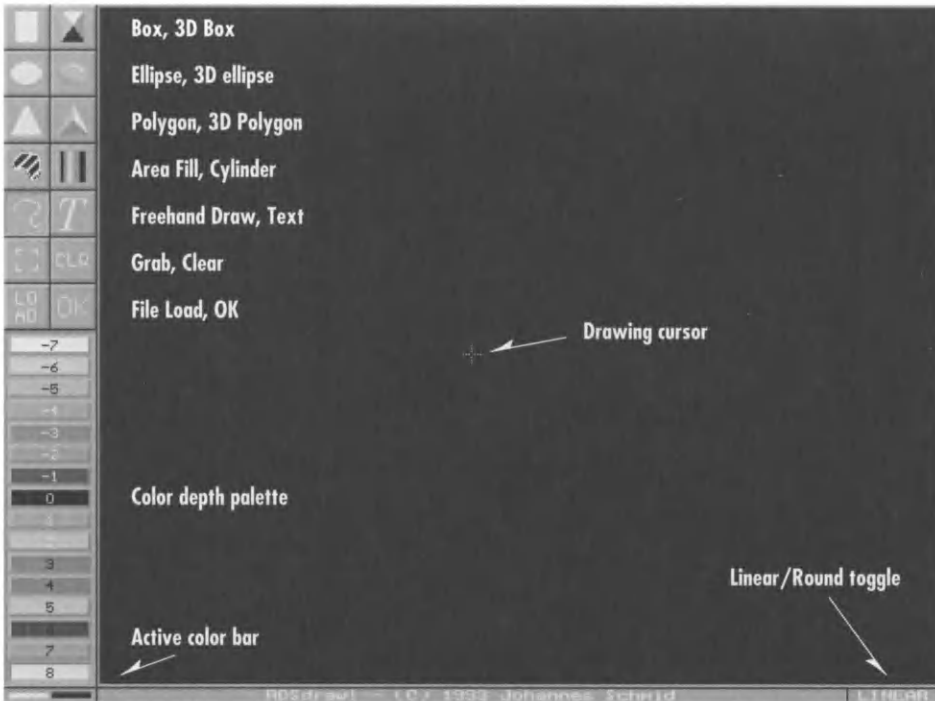 Box, 3D Box
Ellipse, 3D ellipse
Polygon, 3D Polygon
Area Fill, Cylinder
Freehand Draw, Text
T
Grab, Clear
CLR
File Load, OK
LO
AD
OK
Drawing cursor
-7
-6
-5
-4
-3
-2
-1
0
Color depth palette
3
4
5
7
8
Linear/Round toggle
Active color bar
RDSdraw! - (C) 1993 Johannes Schmid
LINEAR